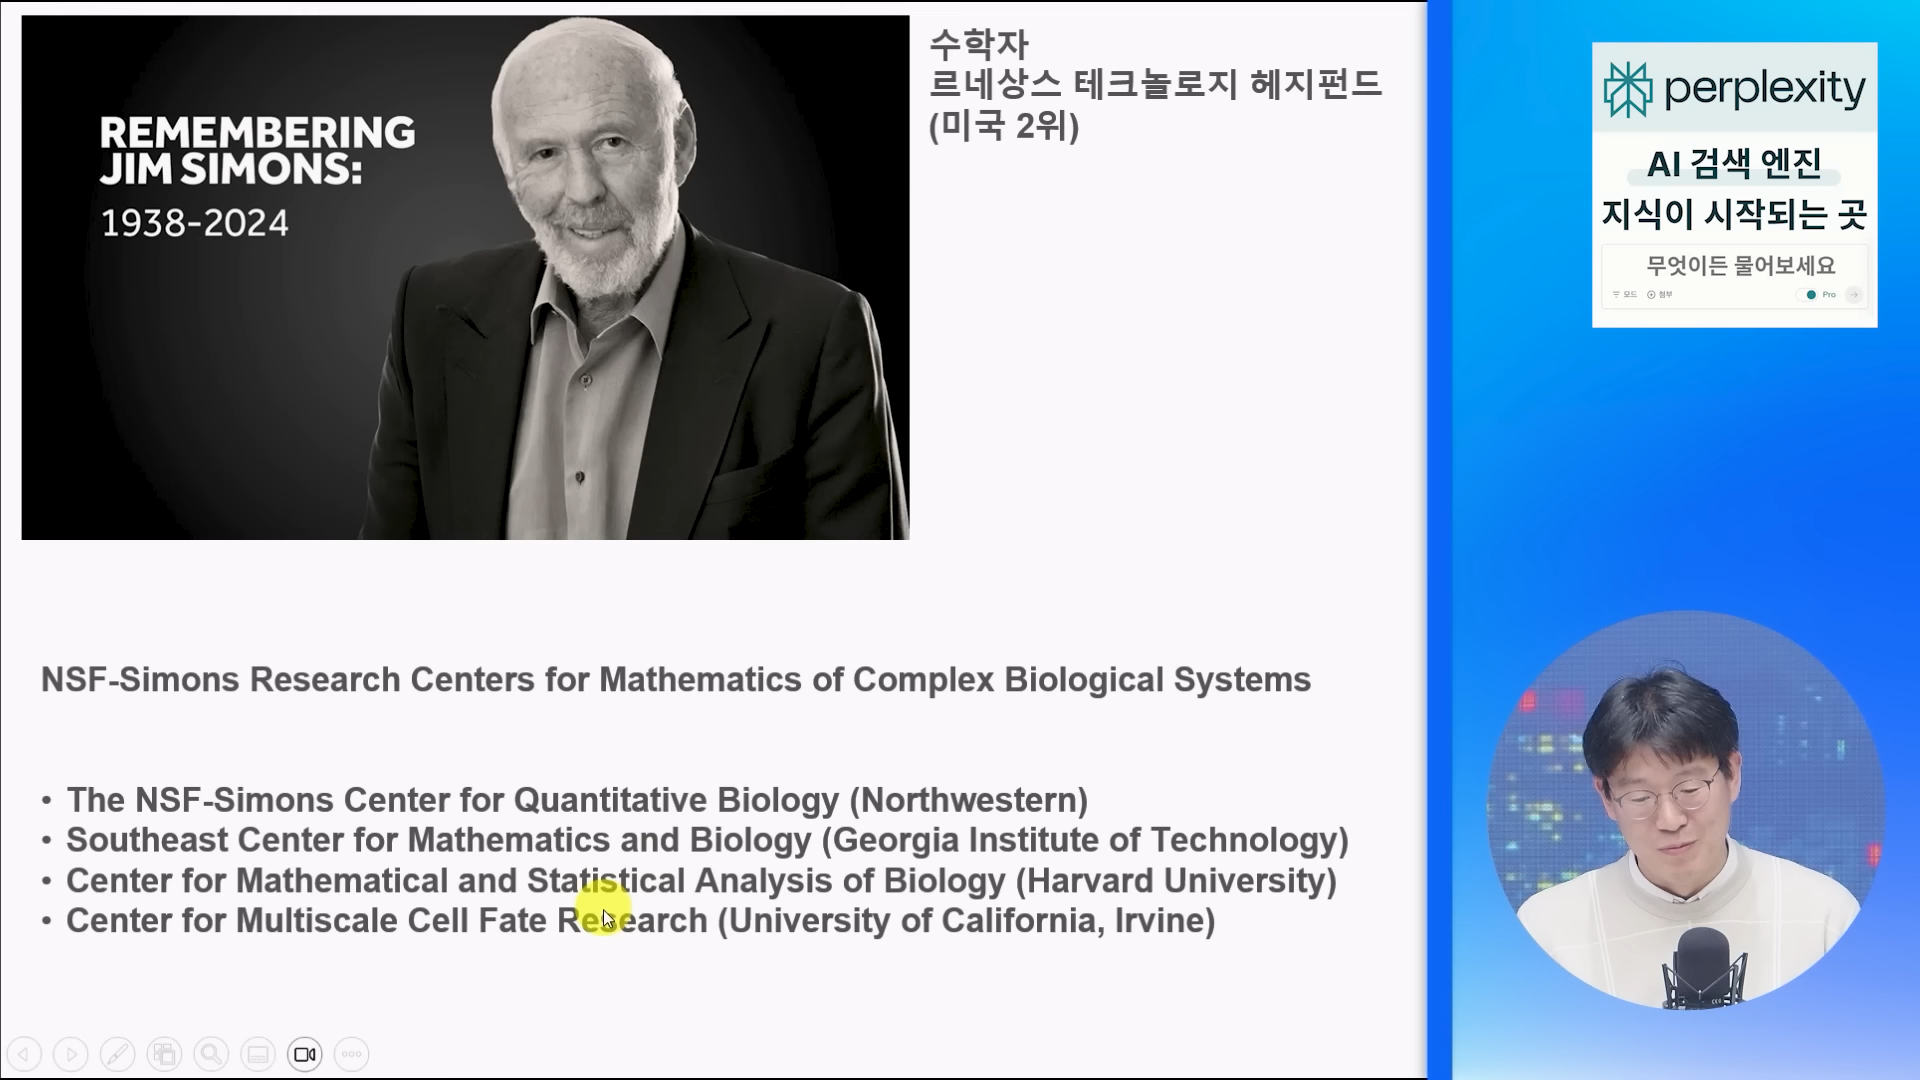 REMEMBERING
JIM SIMONS:
1938-2024
수학자
르네상스 테크놀로지 헤지펀드
(미국 2위)
NSF-Simons Research Centers for Mathematics of Complex Biological Systems
• The NSF-Simons Center for Quantitative Biology (Northwestern)
• Southeast Center for Mathematics and Biology (Georgia Institute of Technology)
• Center for Mathematical and Statistical Analysis of Biology (Harvard University)
• Center for Multiscale Cell Fate Research (University of California, Irvine)
perplexity
AI 검색 엔진
지식이 시작되는 곳
무엇이든 물어보세요
모드 첨부 Pro